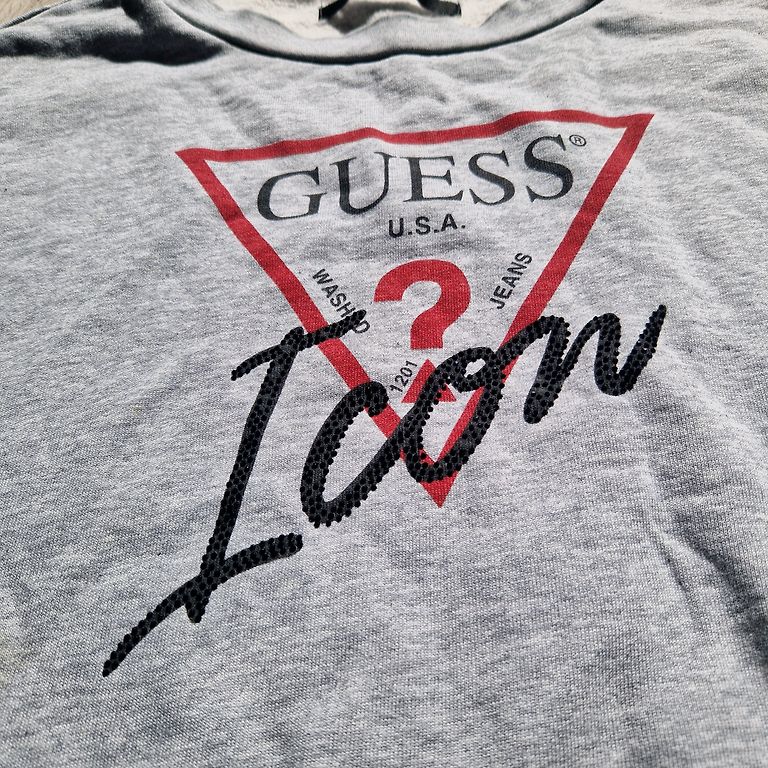 GUESS®
U.S.A.
WASHED JEANS
?
1201
Icon